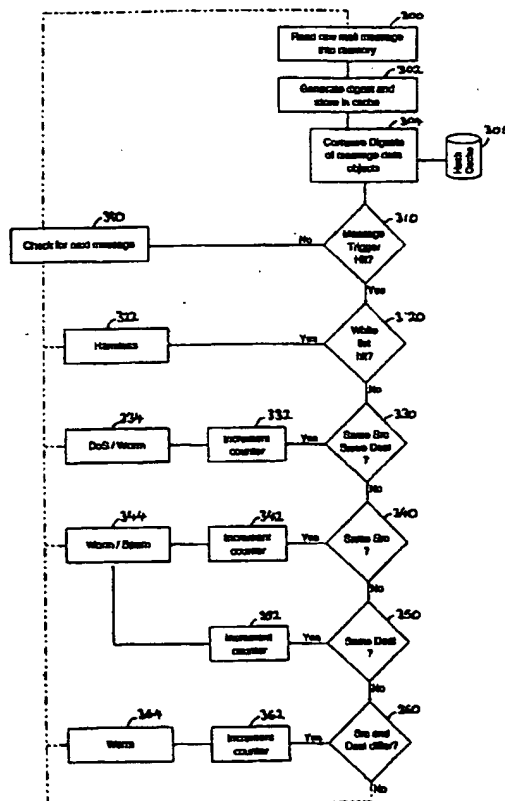 300
Read new mail message
into memory
302
Generate digest and
store in cache
304
Compare Digests
of message data
objects
Hash
Cache
310
Message
Trigger
Hit?
No
380
Check for next message
Yes
320
White
list
hit?
Yes
322
Harmless
No
330
Same Src
Same Dest
?
Yes
332
Increment
counter
334
DoS / Worm
No
340
Same Src
?
Yes
342
Increment
counter
344
Worm / Spam
No
350
Same Dest
?
Yes
352
Increment
counter
No
360
Src and
Dest differ?
Yes
362
Increment
counter
364
Worm
No